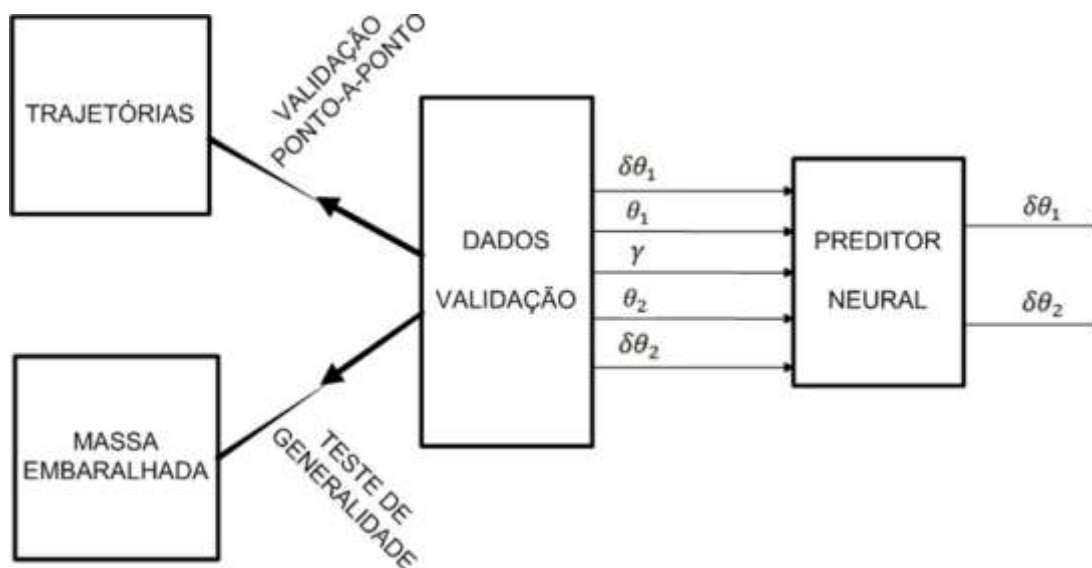 TRAJETÓRIAS
VALIDAÇÃO
PONTO-A-PONTO
DADOS
VALIDAÇÃO
MASSA
EMBARALHADA
TESTE DE
GENERALIDADE
δθ₁
θ₁
γ
θ₂
δθ₂
PREDITOR
NEURAL
δθ₁
δθ₂